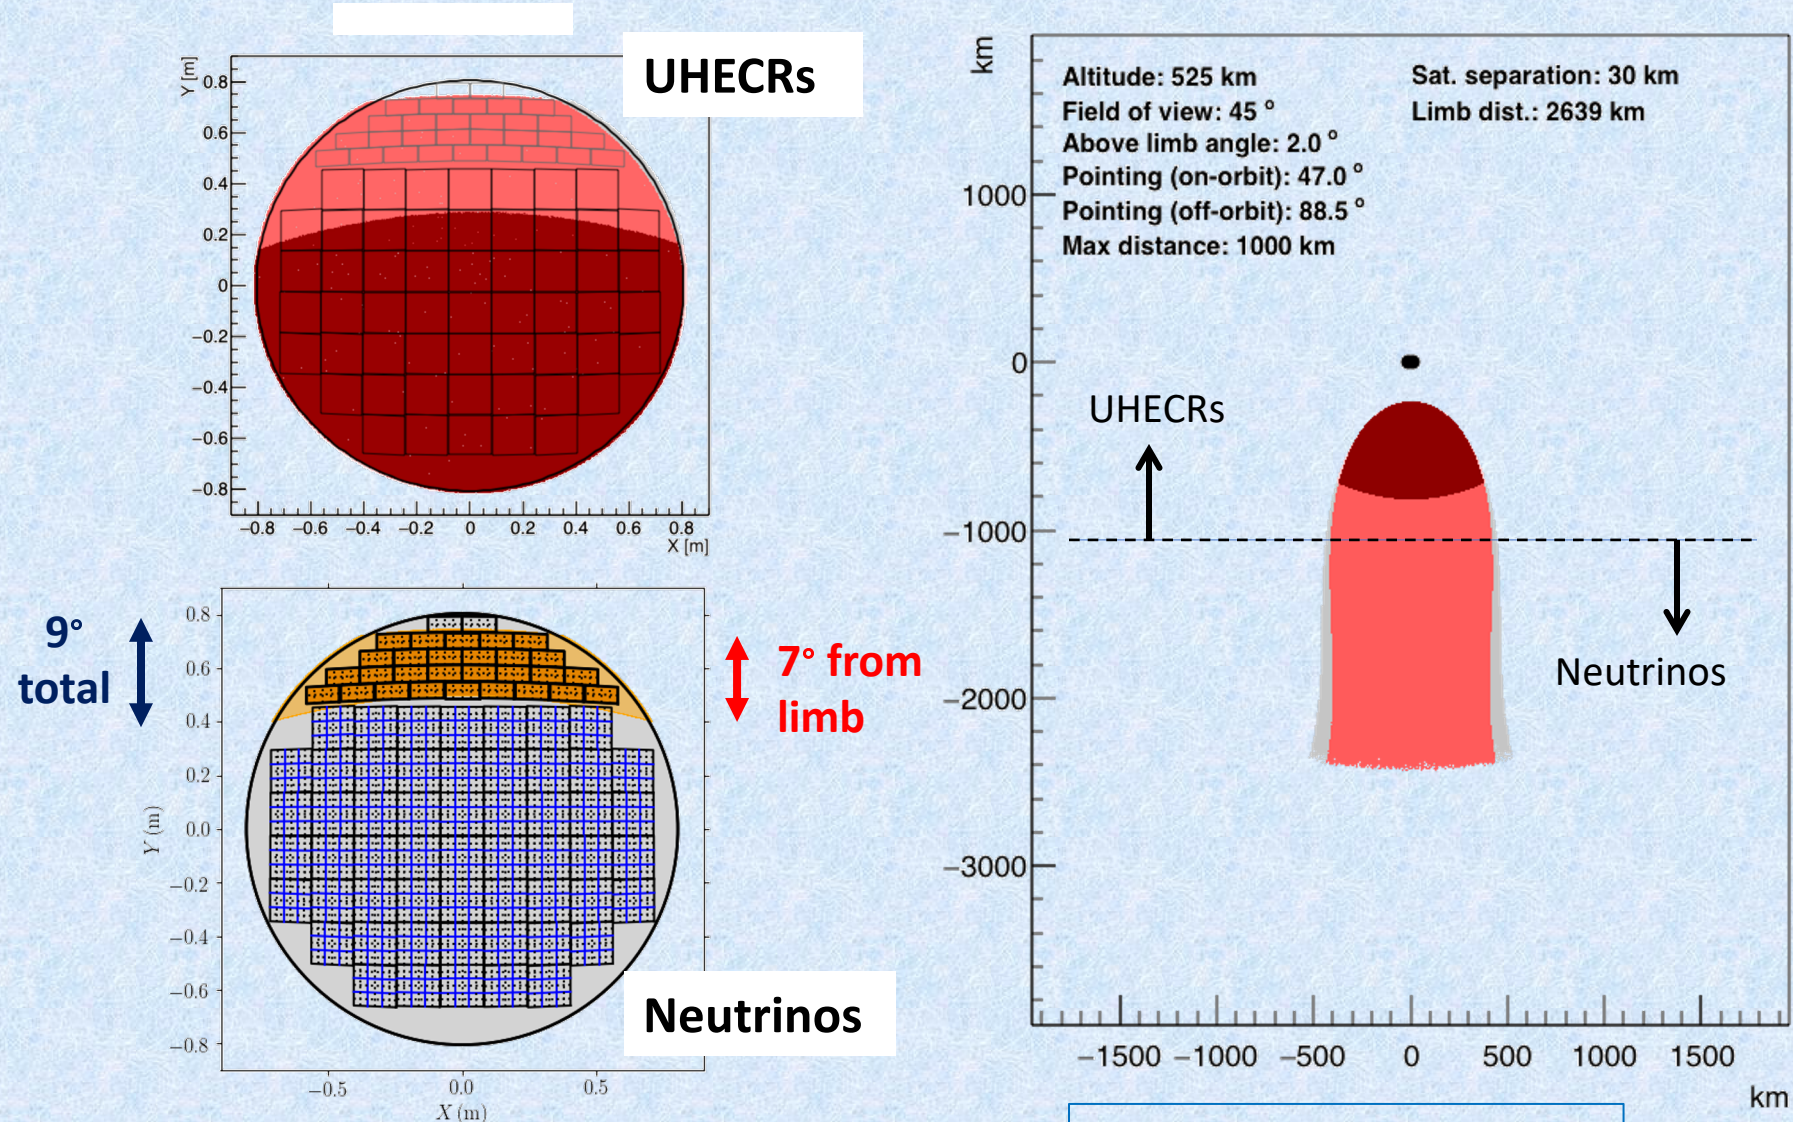 UHECRs
Y [m]
0.8
0.6
0.4
0.2
0
−0.2
−0.4
−0.6
−0.8
−0.8 −0.6 −0.4 −0.2 0 0.2 0.4 0.6 0.8
X [m]
9° total
7° from limb
0.8
0.6
0.4
0.2
0.0
−0.2
−0.4
−0.6
−0.8
Y (m)
−0.5 0.0 0.5
X (m)
Neutrinos
km
Altitude: 525 km
Field of view: 45 °
Above limb angle: 2.0 °
Pointing (on-orbit): 47.0 °
Pointing (off-orbit): 88.5 °
Max distance: 1000 km
Sat. separation: 30 km
Limb dist.: 2639 km
1000
0
−1000
−2000
−3000
UHECRs
Neutrinos
−1500 −1000 −500 0 500 1000 1500
km